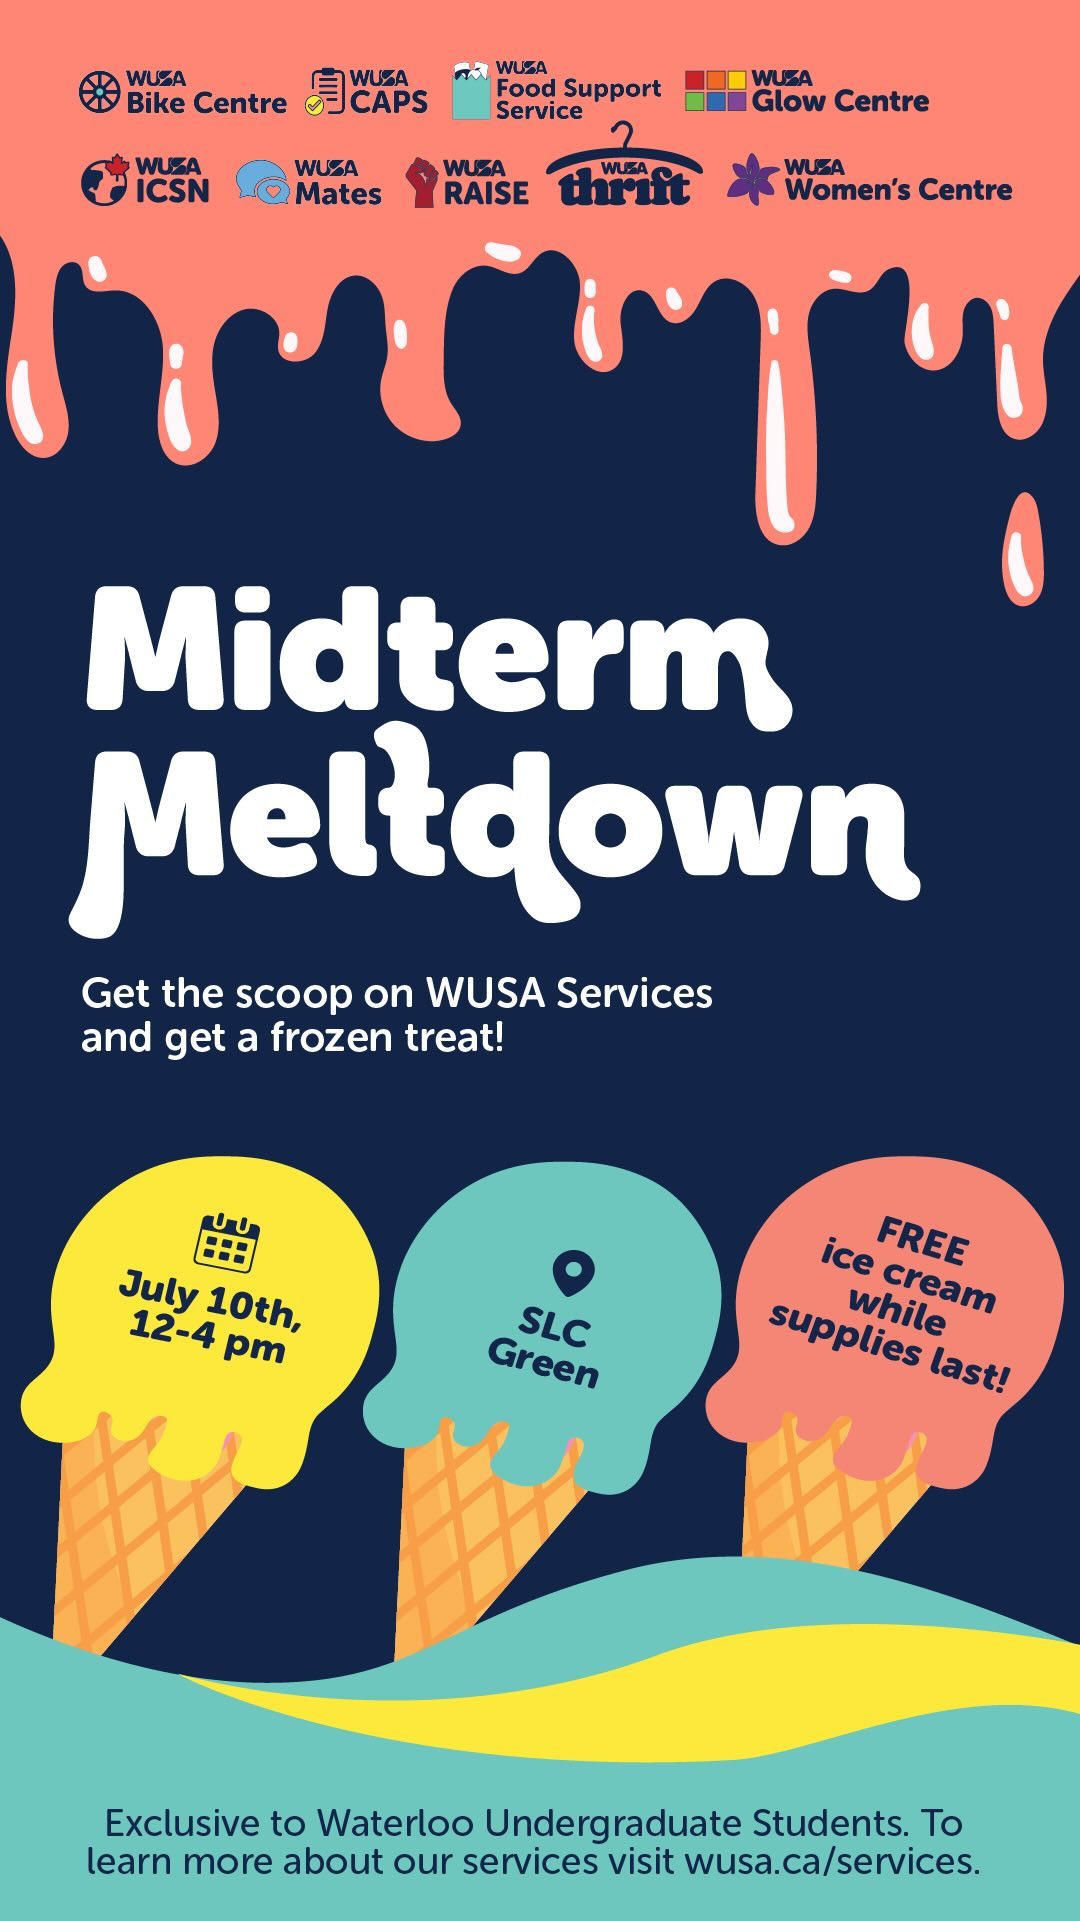 WUSA
Bike Centre
WUSA
CAPS
WUSA
Food Support
Service
WUSA
Glow Centre
WUSA
ICSN
WUSA
Mates
WUSA
RAISE
WUSA
thrift
WUSA
Women's Centre
Midterm
Meltdown
Get the scoop on WUSA Services
and get a frozen treat!
July 10th,
12-4 pm
SLC
Green
FREE
ice cream
while
supplies last!
Exclusive to Waterloo Undergraduate Students. To
learn more about our services visit wusa.ca/services.